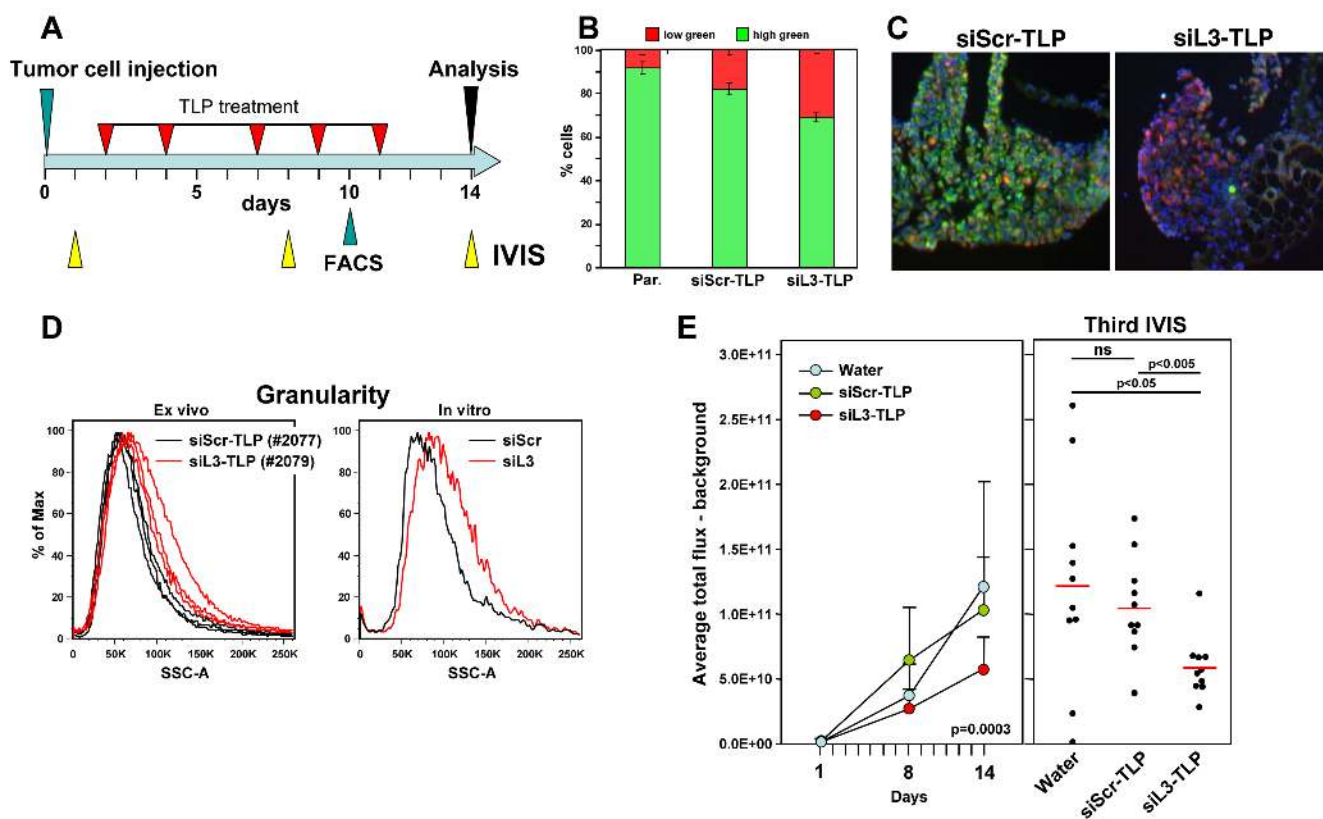 A
Tumor cell injection
Analysis
TLP treatment
0
5
10
14
days
FACS
IVIS
B
low green
high green
% cells
100
80
60
40
20
0
Par.
siScr-TLP
siL3-TLP
C
siScr-TLP
siL3-TLP
D
Granularity
Ex vivo
siScr-TLP (#2077)
siL3-TLP (#2079)
% of Max
100
80
60
40
20
0
0
50K
100K
150K
200K
250K
SSC-A
In vitro
siScr
siL3
0
50K
100K
150K
200K
250K
SSC-A
E
Average total flux - background
3.0E+11
2.5E+11
2.0E+11
1.5E+11
1.0E+11
5.0E+10
0.0E+00
Water
siScr-TLP
siL3-TLP
p=0.0003
1
8
14
Days
Third IVIS
ns
p<0.005
p<0.05
Water
siScr-TLP
siL3-TLP